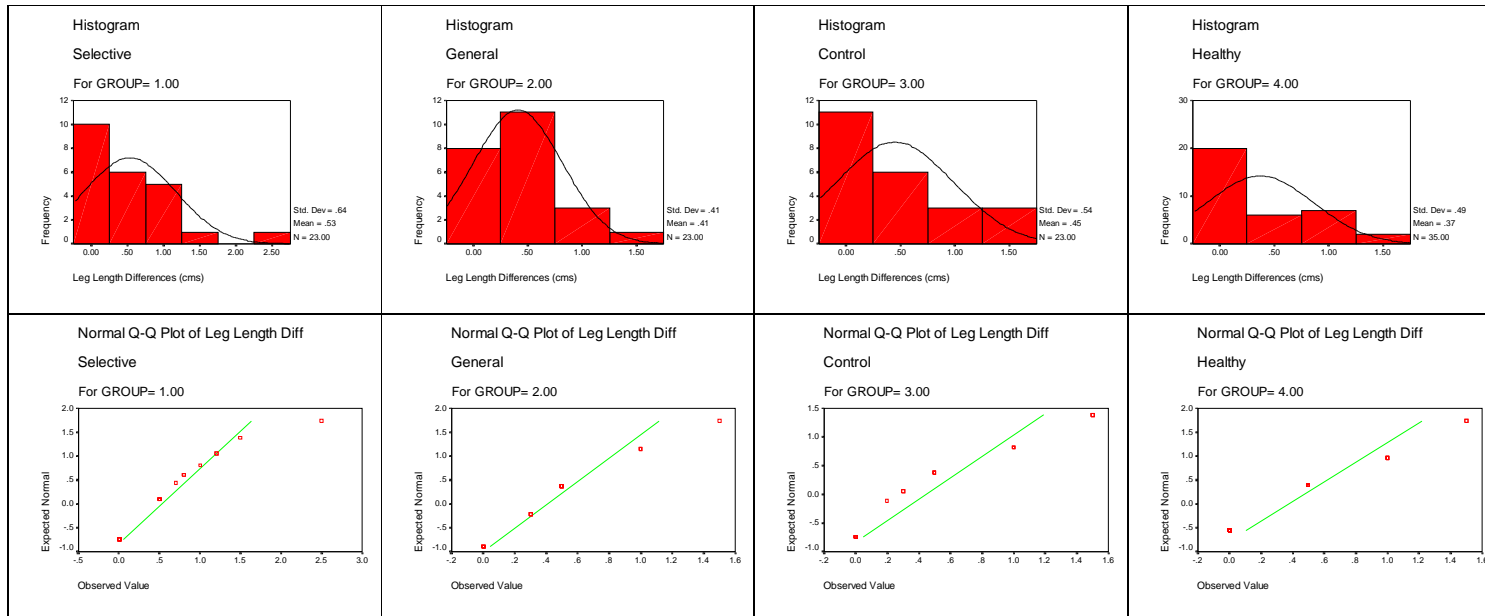 Histogram
Selective
For GROUP= 1.00
12
10
8
6
4
2
0
Frequency
0.00 .50 1.00 1.50 2.00 2.50
Std. Dev = .64
Mean = .53
N = 23.00
Leg Length Differences (cms)
Histogram
General
For GROUP= 2.00
12
10
8
6
4
2
0
Frequency
0.00 .50 1.00 1.50
Std. Dev = .41
Mean = .41
N = 23.00
Leg Length Differences (cms)
Histogram
Control
For GROUP= 3.00
12
10
8
6
4
2
0
Frequency
0.00 .50 1.00 1.50
Std. Dev = .54
Mean = .45
N = 23.00
Leg Length Differences (cms)
Histogram
Healthy
For GROUP= 4.00
30
20
10
0
Frequency
0.00 .50 1.00 1.50
Std. Dev = .49
Mean = .37
N = 35.00
Leg Length Differences (cms)
Normal Q-Q Plot of Leg Length Diff
Selective
For GROUP= 1.00
2.0
1.5
1.0
.5
0.0
-.5
-1.0
Expected Normal
-.5 0.0 .5 1.0 1.5 2.0 2.5 3.0
Observed Value
Normal Q-Q Plot of Leg Length Diff
General
For GROUP= 2.00
2.0
1.5
1.0
.5
0.0
-.5
-1.0
Expected Normal
-.2 0.0 .2 .4 .6 .8 1.0 1.2 1.4 1.6
Observed Value
Normal Q-Q Plot of Leg Length Diff
Control
For GROUP= 3.00
1.5
1.0
.5
0.0
-.5
-1.0
Expected Normal
-.2 0.0 .2 .4 .6 .8 1.0 1.2 1.4 1.6
Observed Value
Normal Q-Q Plot of Leg Length Diff
Healthy
For GROUP= 4.00
2.0
1.5
1.0
.5
0.0
-.5
-1.0
Expected Normal
-.2 0.0 .2 .4 .6 .8 1.0 1.2 1.4 1.6
Observed Value